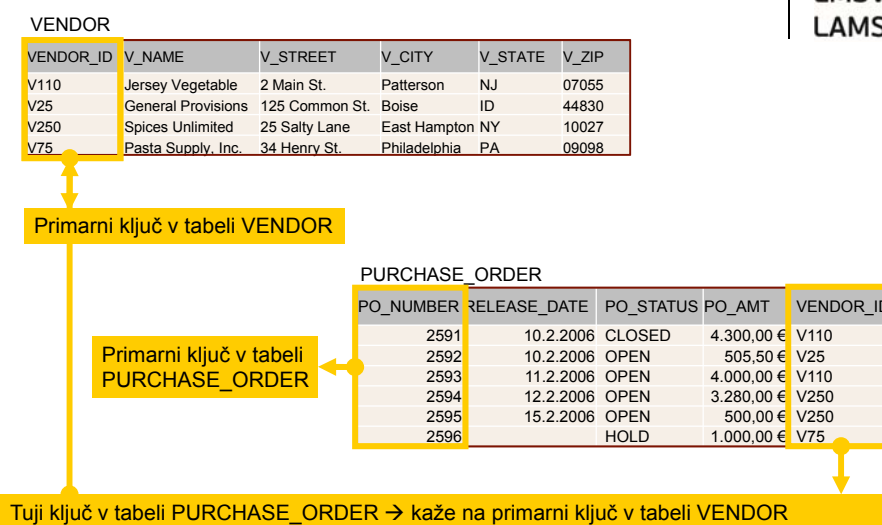 LAMS
VENDOR
VENDOR_ID V_NAME V_STREET V_CITY V_STATE V_ZIP
V110 Jersey Vegetable 2 Main St. Patterson NJ 07055
V25 General Provisions 125 Common St. Boise ID 44830
V250 Spices Unlimited 25 Salty Lane East Hampton NY 10027
V75 Pasta Supply, Inc. 34 Henry St. Philadelphia PA 09098
Primarni ključ v tabeli VENDOR
PURCHASE_ORDER
PO_NUMBER RELEASE_DATE PO_STATUS PO_AMT VENDOR_ID
2591 10.2.2006 CLOSED 4.300,00 € V110
2592 10.2.2006 OPEN 505,50 € V25
2593 11.2.2006 OPEN 4.000,00 € V110
2594 12.2.2006 OPEN 3.280,00 € V250
2595 15.2.2006 OPEN 500,00 € V250
2596 HOLD 1.000,00 € V75
Primarni ključ v tabeli
PURCHASE_ORDER
Tuji ključ v tabeli PURCHASE_ORDER → kaže na primarni ključ v tabeli VENDOR